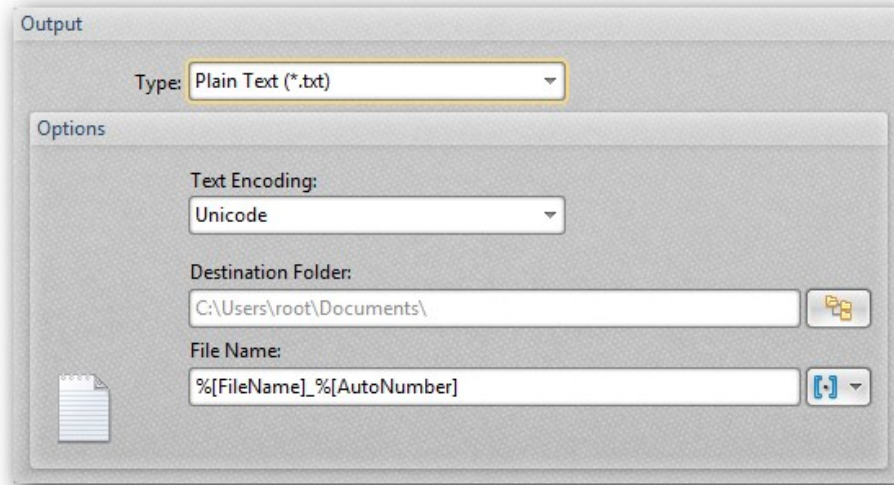 Output
Type: Plain Text (*.txt)
Options
Text Encoding:
Unicode
Destination Folder:
C:\Users\root\Documents\
File Name:
%[FileName]_%[AutoNumber]